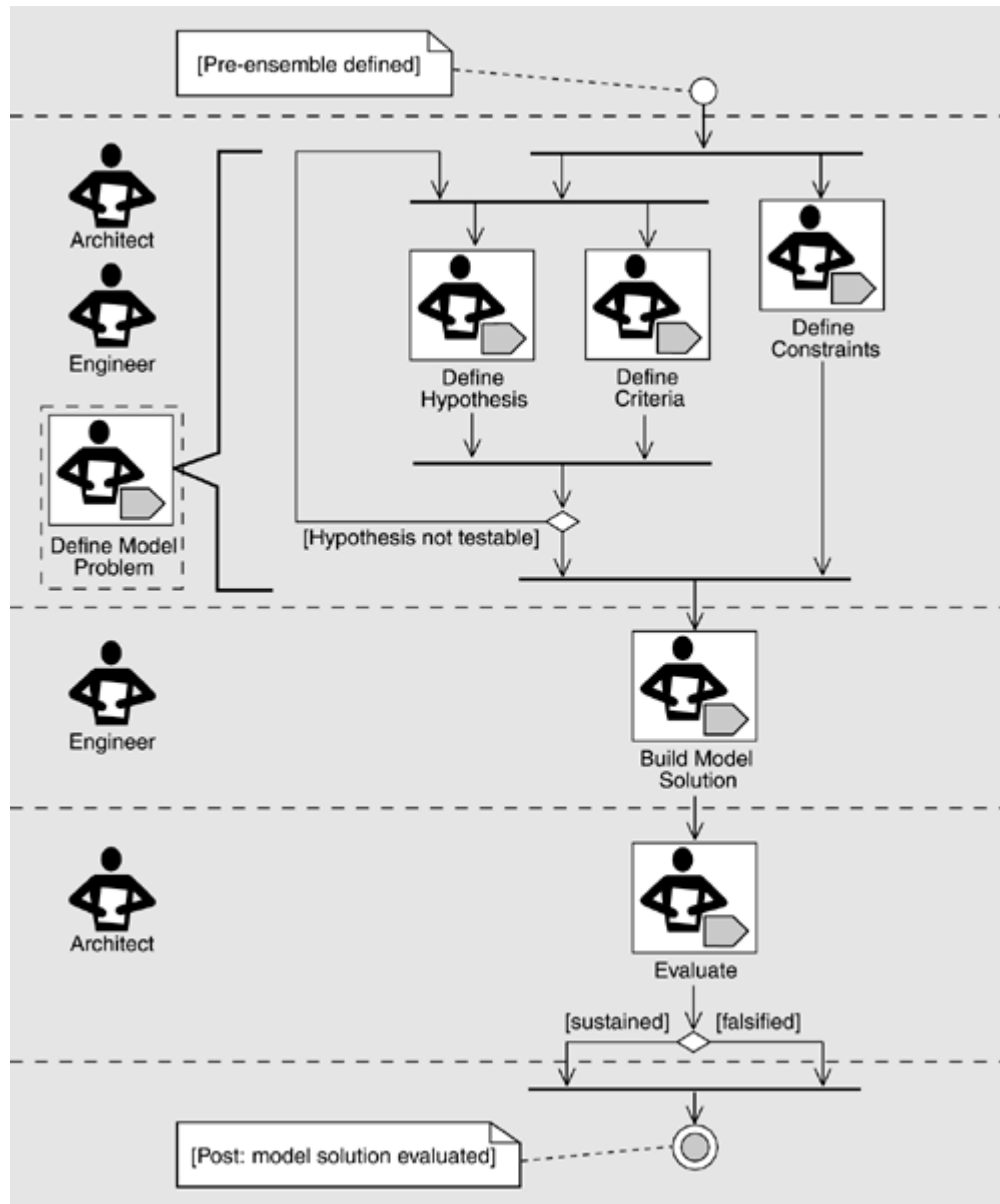 [Pre-ensemble defined]
Architect
Engineer
Define
Hypothesis
Define
Criteria
Define
Constraints
Define Model
Problem
[Hypothesis not testable]
Engineer
Build Model
Solution
Architect
Evaluate
[sustained]
[falsified]
[Post: model solution evaluated]